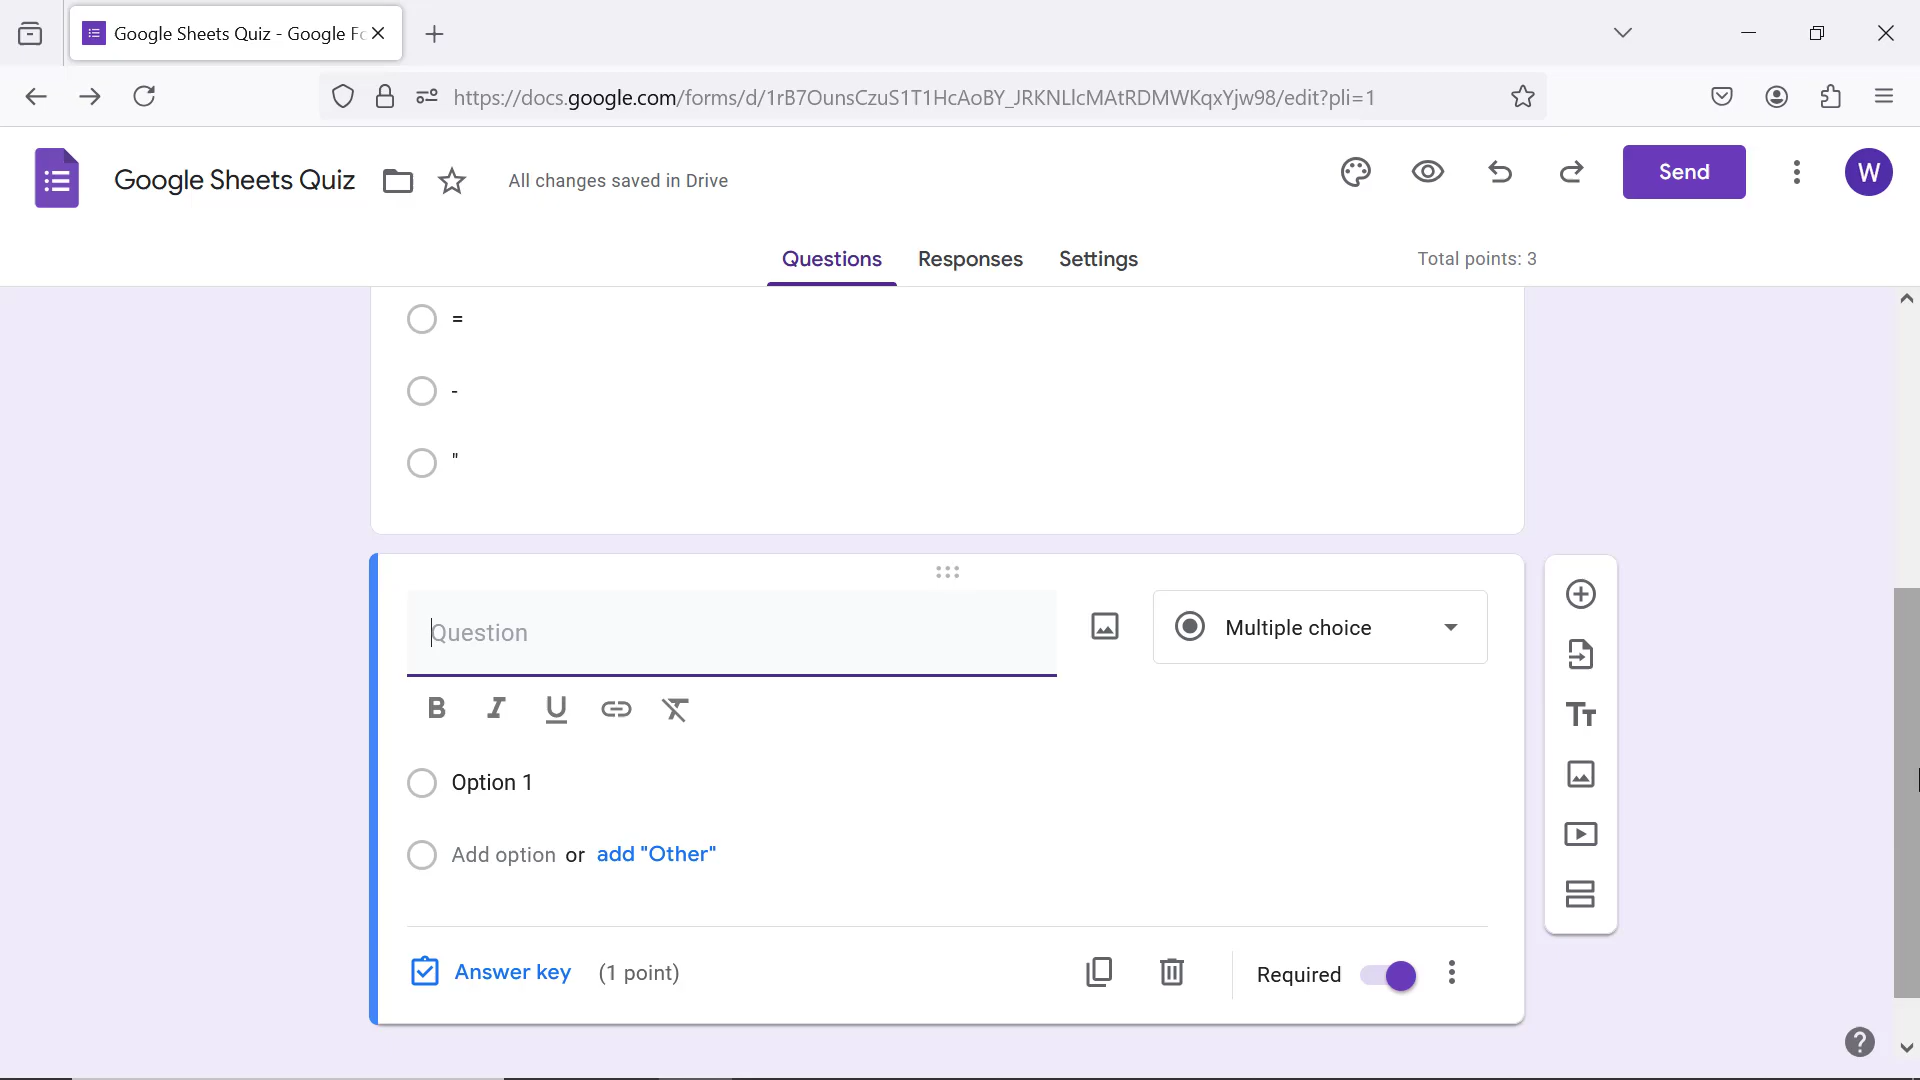 Google Sheets Quiz - Google Fo
https://docs.google.com/forms/d/1rB7OunsCzuS1T1HcAoBY_JRKNLlcMAtRDMWKqxYjw98/edit?pli=1
Google Sheets Quiz
All changes saved in Drive
Send
W
Questions
Responses
Settings
Total points: 3
=
-
"
Question
Multiple choice
B I U
Option 1
Add option or add "Other"
Answer key (1 point)
Required